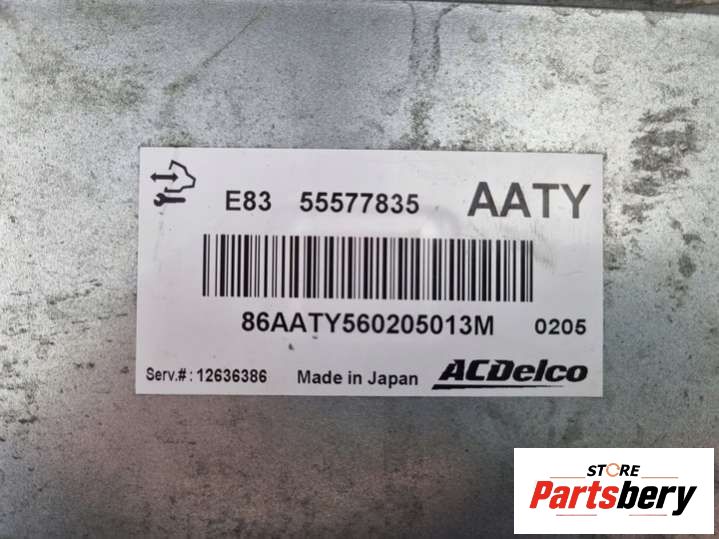 E83 55577835 AATY
86AATY560205013M 0205
Serv.#: 12636386 Made in Japan ACDelco
STORE
Partsbery